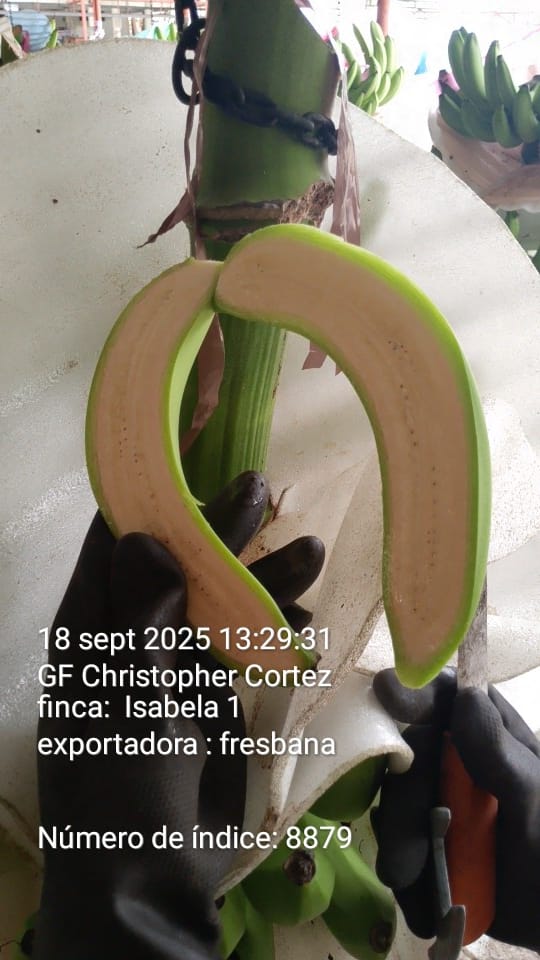 18 sept 2025 13:29:31
GF Christopher Cortez
finca:  Isabela 1
exportadora : fresbana
Número de índice: 8879